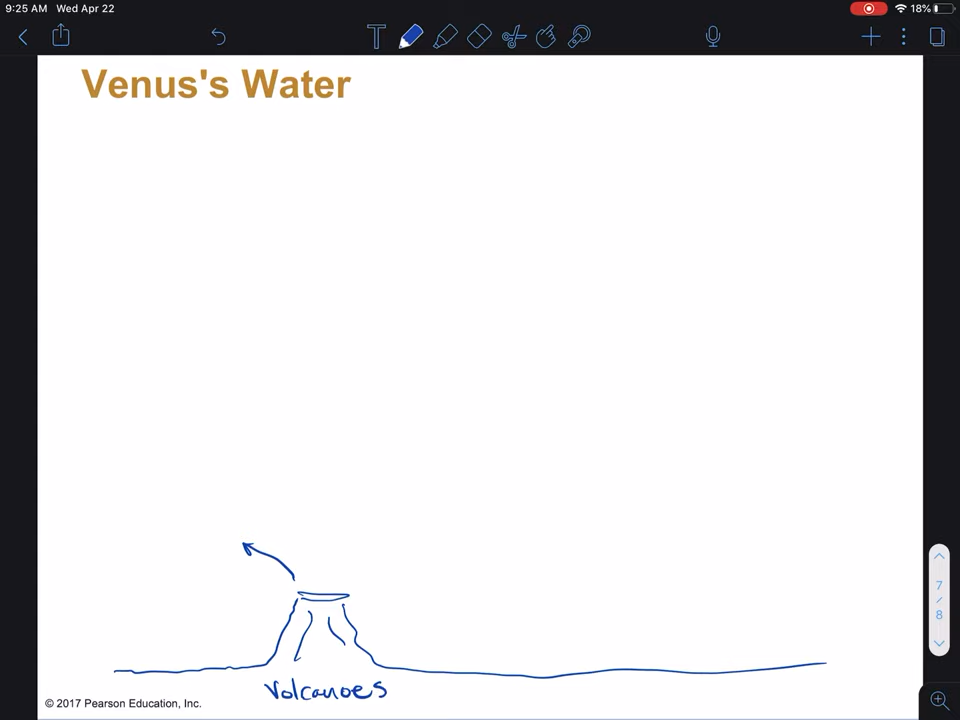 9:25 AM Wed Apr 22
18%
T
Venus's Water
7
/
8
Volcanoes
© 2017 Pearson Education, Inc.